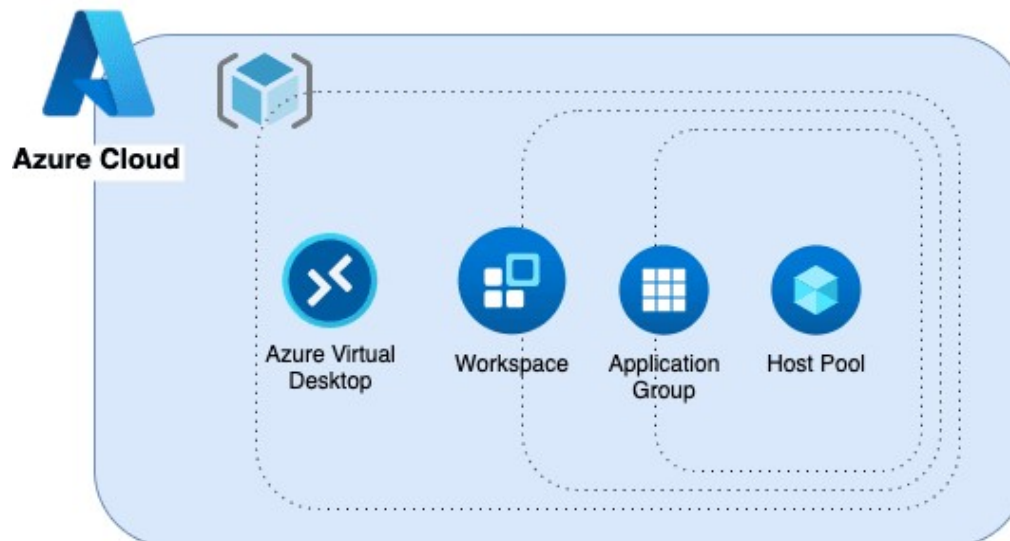 Azure Cloud
Azure Virtual
Desktop
Workspace
Application
Group
Host Pool